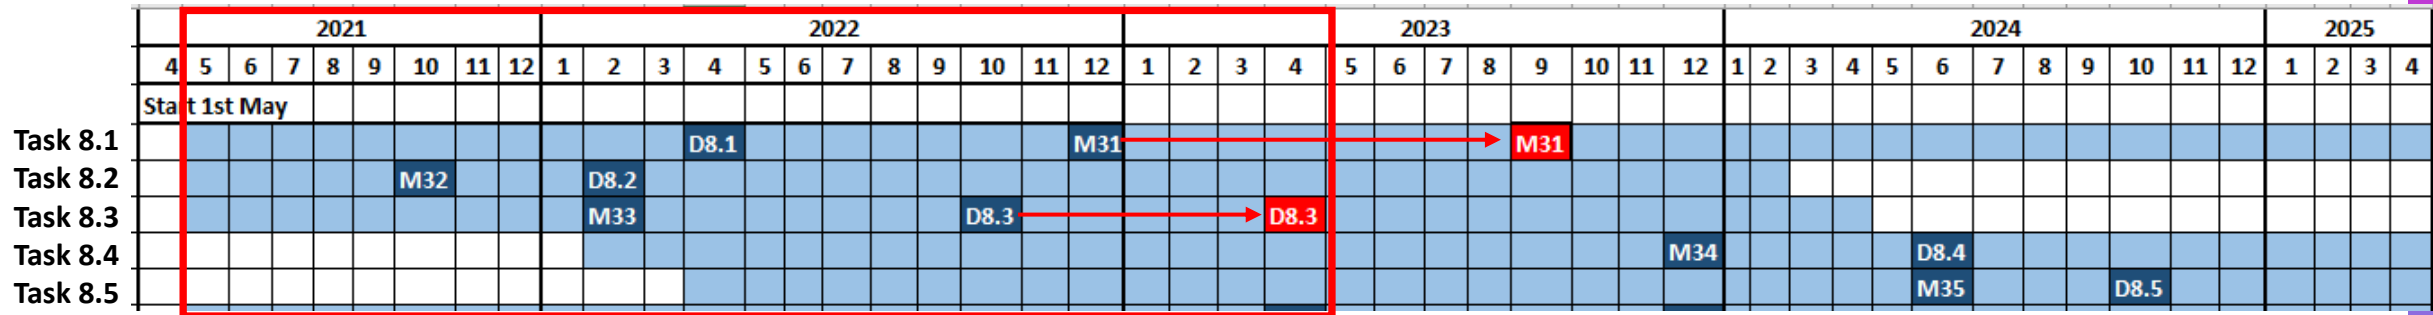 2021 2022 2023 2024 2025
4 5 6 7 8 9 10 11 12 1 2 3 4 5 6 7 8 9 10 11 12 1 2 3 4 5 6 7 8 9 10 11 12 1 2 3 4 5 6 7 8 9 10 11 12 1 2 3 4
Start 1st May
Task 8.1 D8.1 M31 M31
Task 8.2 M32 D8.2
Task 8.3 M33 D8.3 D8.3
Task 8.4 M34 D8.4
Task 8.5 M35 D8.5